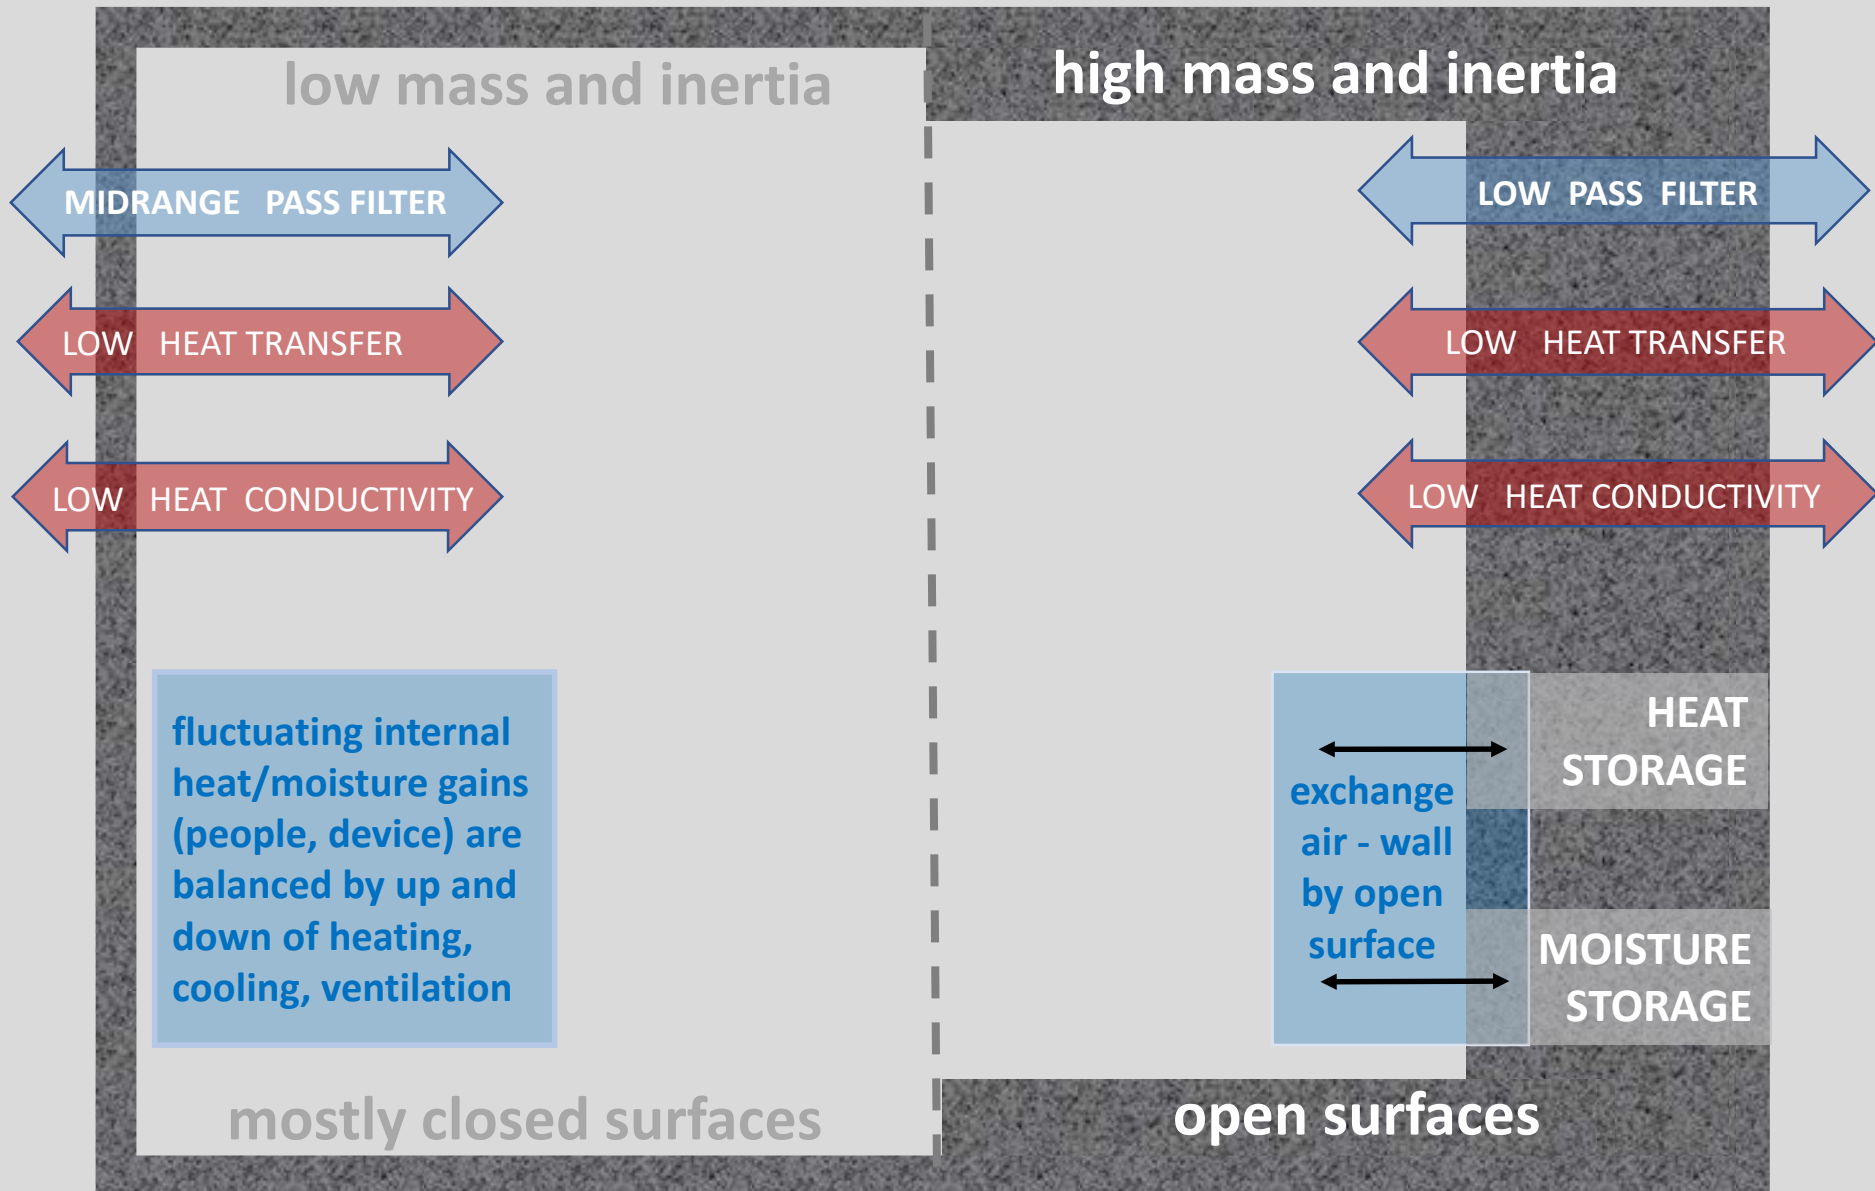 low mass and inertia
high mass and inertia
MIDRANGE PASS FILTER
LOW HEAT TRANSFER
LOW HEAT CONDUCTIVITY
LOW PASS FILTER
LOW HEAT TRANSFER
LOW HEAT CONDUCTIVITY
fluctuating internal
heat/moisture gains
(people, device) are
balanced by up and
down of heating,
cooling, ventilation
exchange
air - wall
by open
surface
HEAT
STORAGE
MOISTURE
STORAGE
mostly closed surfaces
open surfaces